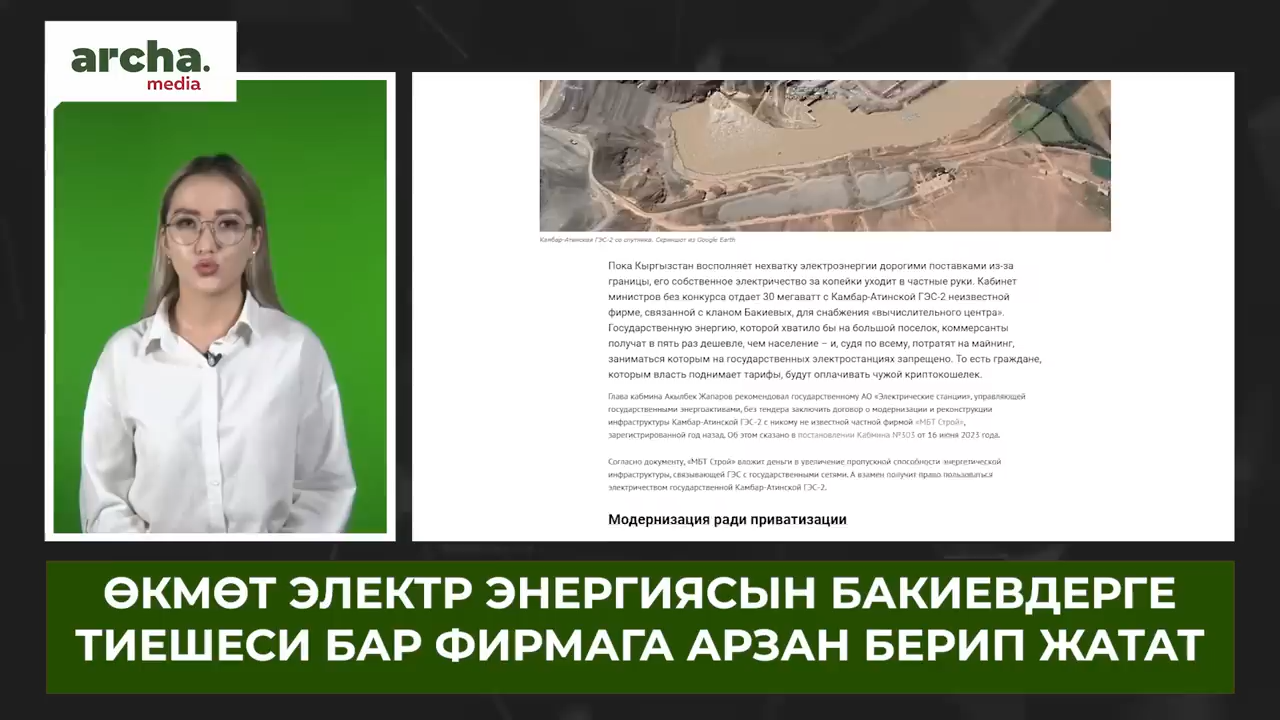 archa.
media
Камбар-Атинская ГЭС-2 со спутника. Скриншот из Google Earth
Пока Кыргызстан восполняет нехватку электроэнергии дорогими поставками из-за
границы, его собственное электричество за копейки уходит в частные руки. Кабинет
министров без конкурса отдает 30 мегаватт с Камбар-Атинской ГЭС-2 неизвестной
фирме, связанной с кланом Бакиевых, для снабжения «вычислительного центра».
Государственную энергию, которой хватило бы на большой поселок, коммерсанты
получат в пять раз дешевле, чем население – и, судя по всему, потратят на майнинг,
заниматься которым на государственных электростанциях запрещено. То есть граждане,
которым власть поднимает тарифы, будут оплачивать чужой криптокошелек.
Глава кабмина Акылбек Жапаров рекомендовал государственному АО «Электрические станции», управляющей
государственными энергоактивами, без тендера заключить договор о модернизации и реконструкции
инфраструктуры Камбар-Атинской ГЭС-2 с никому не известной частной фирмой «МБТ Строй»,
зарегистрированной год назад. Об этом сказано в постановлении Кабмина №303 от 16 июня 2023 года.
Согласно документу, «МБТ Строй» вложит деньги в увеличение пропускной способности энергетической
инфраструктуры, связывающей ГЭС с государственными сетями. А взамен получит право пользоваться
электричеством государственной Камбар-Атинской ГЭС-2.
Модернизация ради приватизации
ӨКМӨТ ЭЛЕКТР ЭНЕРГИЯСЫН БАКИЕВДЕРГЕ
ТИЕШЕСИ БАР ФИРМАГА АРЗАН БЕРИП ЖАТАТ